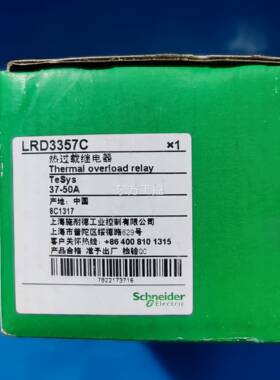 LRD3357C ×1
热过载继电器
Thermal overload relay
TeSys
37-50A
产地: 中国
8C1317
上海施耐德工业控制有限公司
上海市普陀区绥德路629号
客户关怀热线: +86 400 810 1315
产品合格 准予出厂 检验QC
Schneider
Electric
7822173716